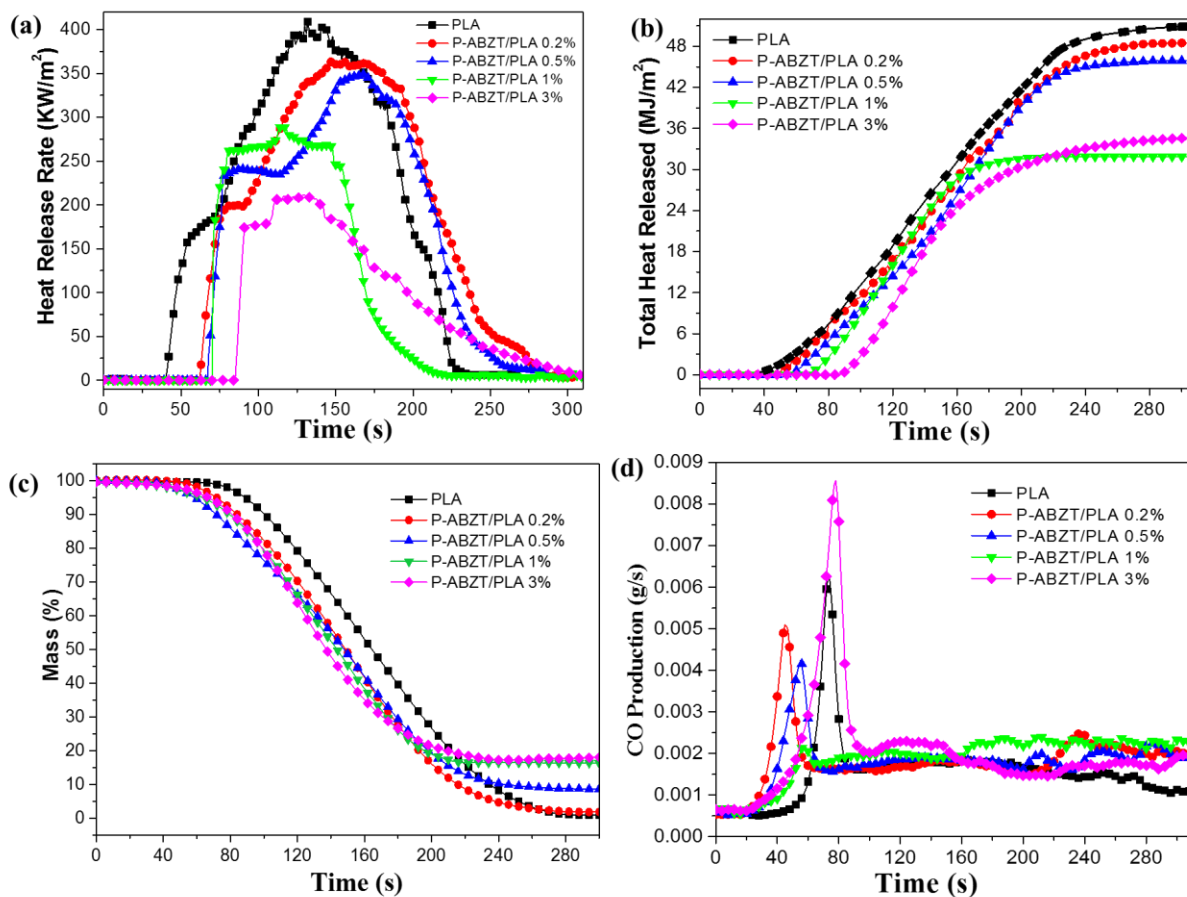 (a)
Heat Release Rate (KW/m²)
400
350
300
250
200
150
100
50
0
PLA
P-ABZT/PLA 0.2%
P-ABZT/PLA 0.5%
P-ABZT/PLA 1%
P-ABZT/PLA 3%
0 50 100 150 200 250 300
Time (s)
(b)
Total Heat Released (MJ/m²)
48
42
36
30
24
18
12
6
0
PLA
P-ABZT/PLA 0.2%
P-ABZT/PLA 0.5%
P-ABZT/PLA 1%
P-ABZT/PLA 3%
0 40 80 120 160 200 240 280
Time (s)
(c)
Mass (%)
100
90
80
70
60
50
40
30
20
10
0
PLA
P-ABZT/PLA 0.2%
P-ABZT/PLA 0.5%
P-ABZT/PLA 1%
P-ABZT/PLA 3%
0 40 80 120 160 200 240 280
Time (s)
(d)
CO Production (g/s)
0.009
0.008
0.007
0.006
0.005
0.004
0.003
0.002
0.001
0.000
PLA
P-ABZT/PLA 0.2%
P-ABZT/PLA 0.5%
P-ABZT/PLA 1%
P-ABZT/PLA 3%
0 40 80 120 160 200 240 280
Time (s)